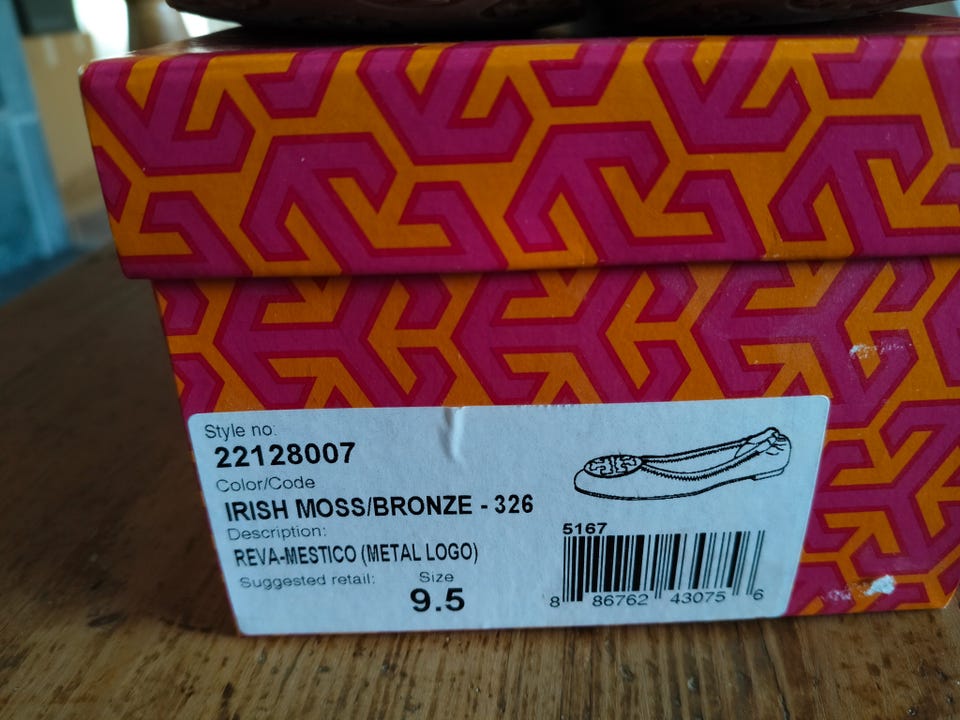 Style no:
22128007
Color/Code
IRISH MOSS/BRONZE - 326
Description:
REVA-MESTICO (METAL LOGO)
Suggested retail: Size
9.5
5167
8 86762 43075 6